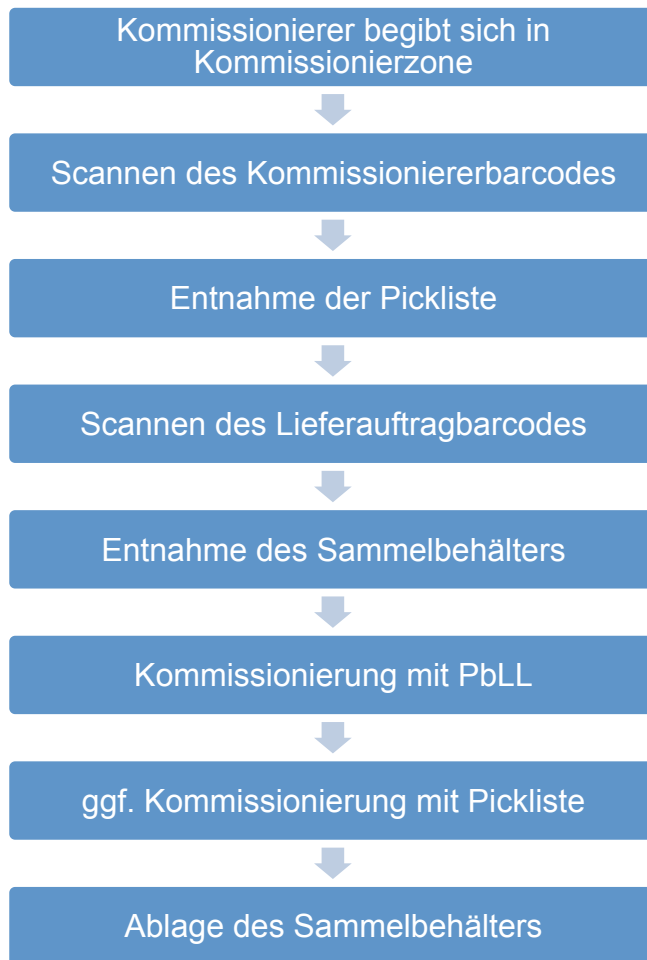 Kommissionierer begibt sich in
Kommissionierzone
Scannen des Kommissioniererbarcodes
Entnahme der Pickliste
Scannen des Lieferauftragbarcodes
Entnahme des Sammelbehälters
Kommissionierung mit PbLL
ggf. Kommissionierung mit Pickliste
Ablage des Sammelbehälters